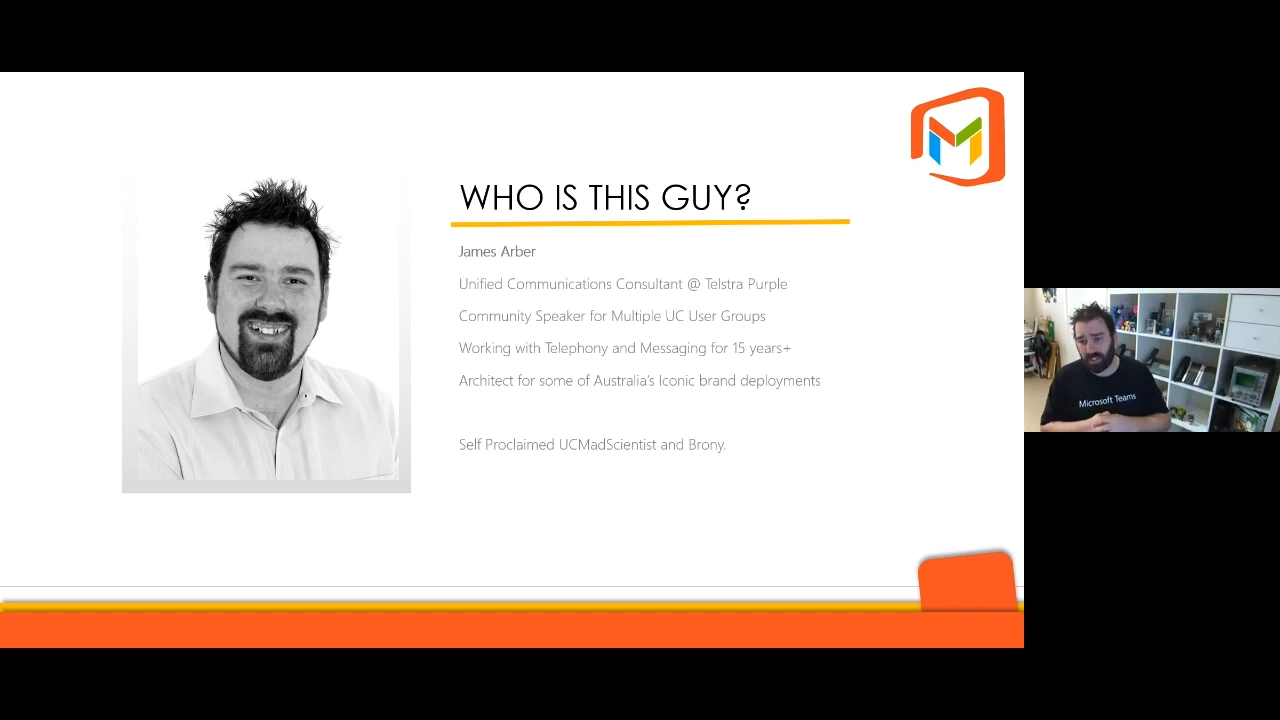 WHO IS THIS GUY?
James Arber
Unified Communications Consultant @ Telstra Purple
Community Speaker for Multiple UC User Groups
Working with Telephony and Messaging for 15 years+
Architect for some of Australia's Iconic brand deployments
Self Proclaimed UCMadScientist and Brony.
Microsoft Teams